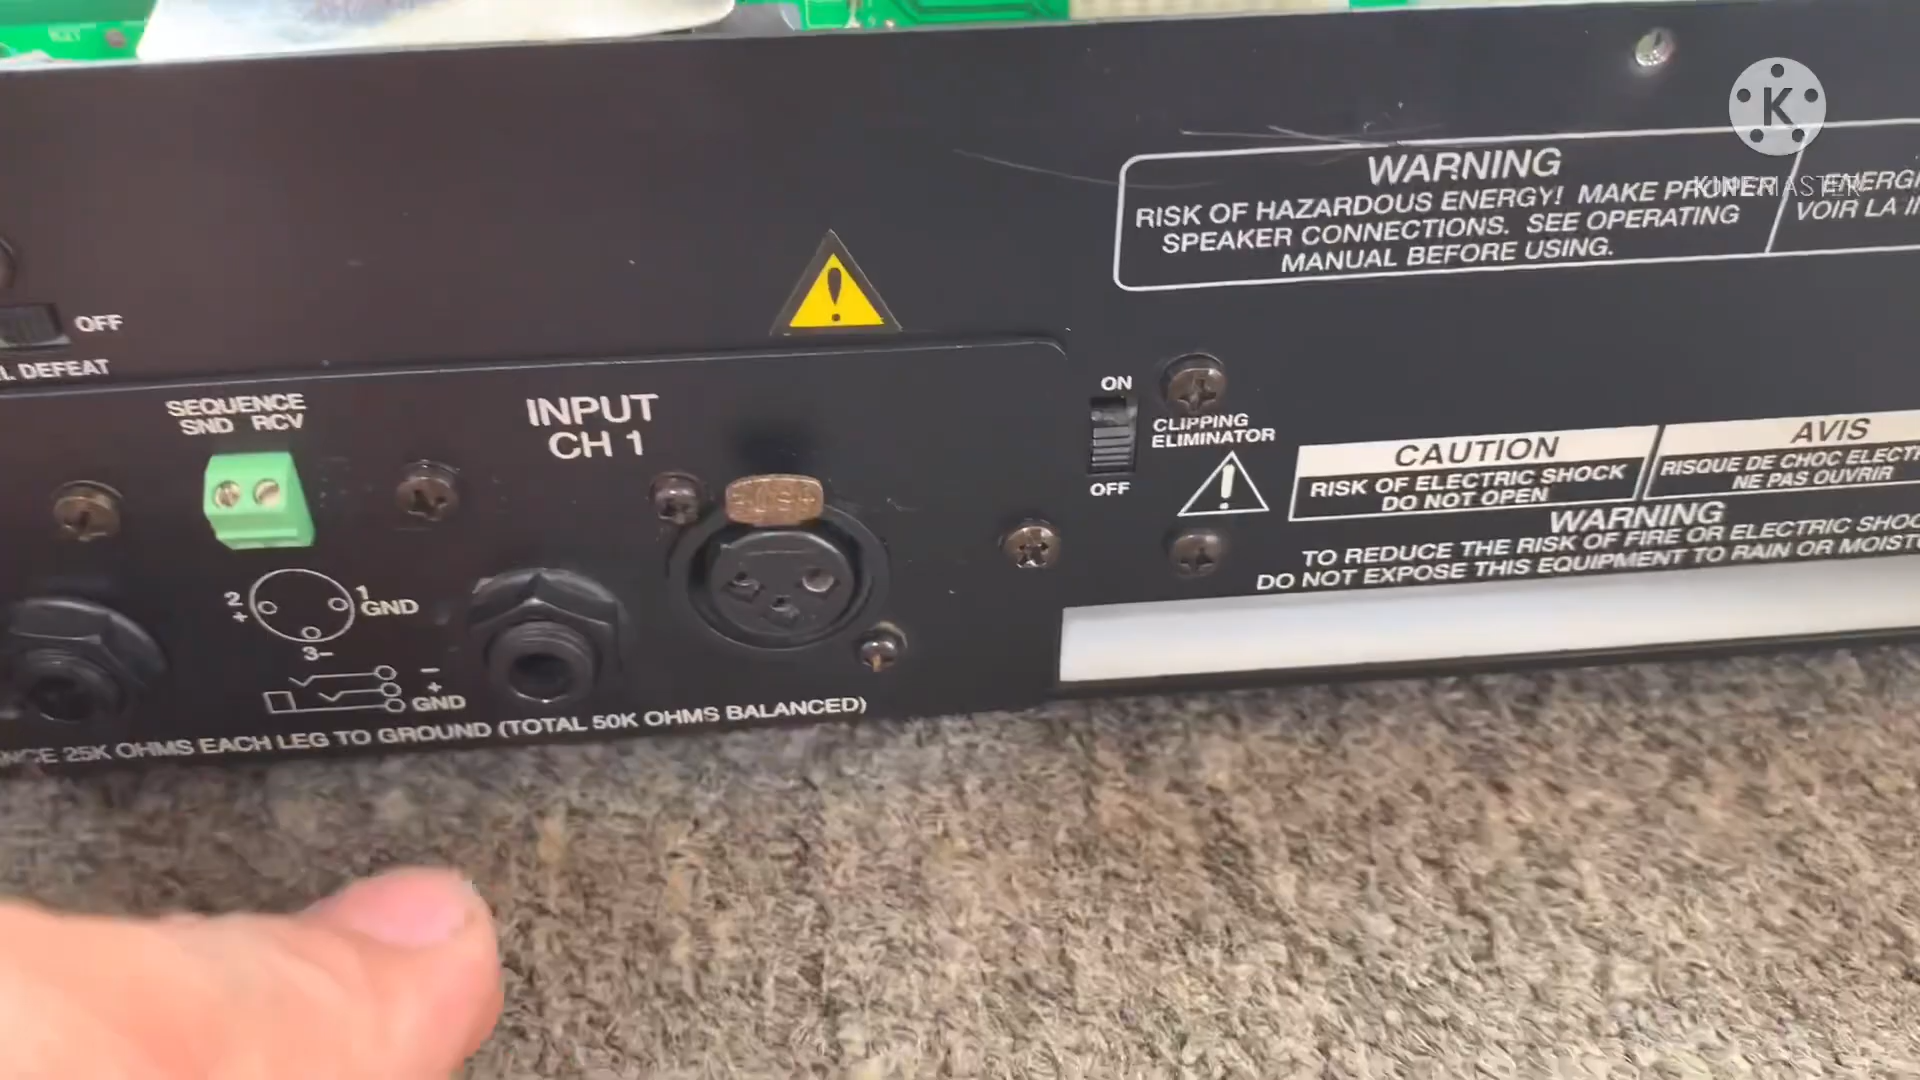 WARNING
RISK OF HAZARDOUS ENERGY! MAKE PROPER
SPEAKER CONNECTIONS. SEE OPERATING
MANUAL BEFORE USING.
VOIR LA
K
KINEMASTER
OFF
DEFEAT
SEQUENCE
SND RCV
INPUT
CH 1
PUSH
ON
CLIPPING
ELIMINATOR
OFF
CAUTION
RISK OF ELECTRIC SHOCK
DO NOT OPEN
AVIS
RISQUE DE CHOC
NE PAS OUVRIR
WARNING
TO REDUCE THE RISK OF FIRE OR ELECTRIC
DO NOT EXPOSE THIS EQUIPMENT TO RAIN OR
2
+
1
GND
3-
-
+
GND
25K OHMS EACH LEG TO GROUND (TOTAL 50K OHMS BALANCED)